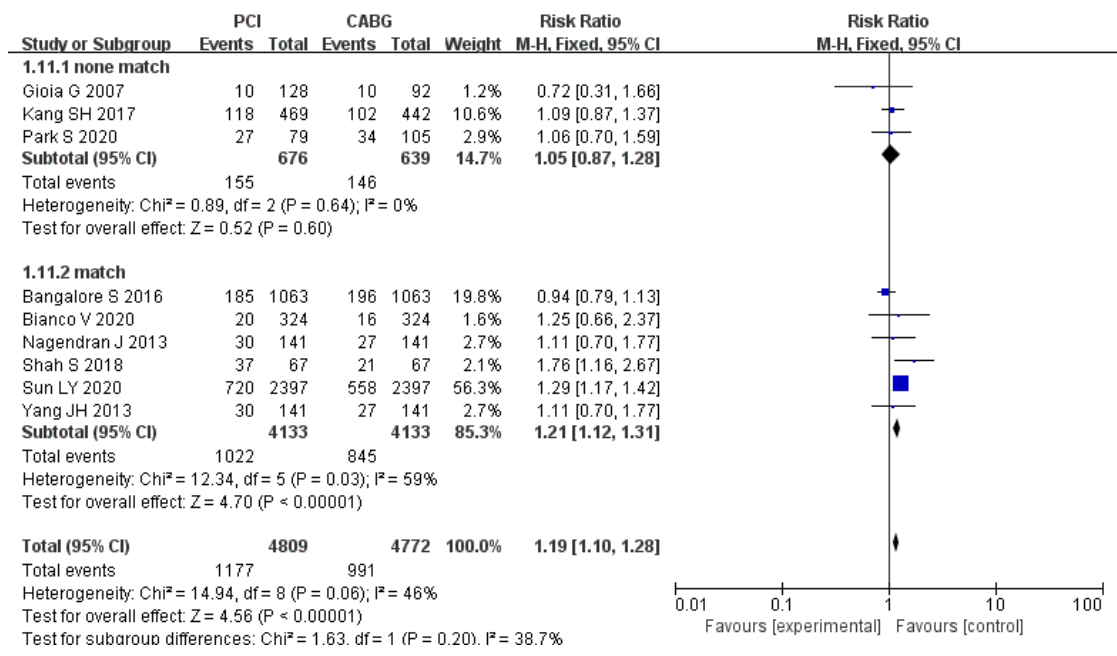 PCI CABG Risk Ratio Risk Ratio
Study or Subgroup Events Total Events Total Weight M-H, Fixed, 95% CI M-H, Fixed, 95% CI
1.11.1 none match
Gioia G 2007 10 128 10 92 1.2% 0.72 [0.31, 1.66]
Kang SH 2017 118 469 102 442 10.6% 1.09 [0.87, 1.37]
Park S 2020 27 79 34 105 2.9% 1.06 [0.70, 1.59]
Subtotal (95% CI) 676 639 14.7% 1.05 [0.87, 1.28]
Total events 155 146
Heterogeneity: Chi² = 0.89, df = 2 (P = 0.64); I² = 0%
Test for overall effect: Z = 0.52 (P = 0.60)
1.11.2 match
Bangalore S 2016 185 1063 196 1063 19.8% 0.94 [0.79, 1.13]
Bianco V 2020 20 324 16 324 1.6% 1.25 [0.66, 2.37]
Nagendran J 2013 30 141 27 141 2.7% 1.11 [0.70, 1.77]
Shah S 2018 37 67 21 67 2.1% 1.76 [1.16, 2.67]
Sun LY 2020 720 2397 558 2397 56.3% 1.29 [1.17, 1.42]
Yang JH 2013 30 141 27 141 2.7% 1.11 [0.70, 1.77]
Subtotal (95% CI) 4133 4133 85.3% 1.21 [1.12, 1.31]
Total events 1022 845
Heterogeneity: Chi² = 12.34, df = 5 (P = 0.03); I² = 59%
Test for overall effect: Z = 4.70 (P < 0.00001)
Total (95% CI) 4809 4772 100.0% 1.19 [1.10, 1.28]
Total events 1177 991
Heterogeneity: Chi² = 14.94, df = 8 (P = 0.06); I² = 46%
Test for overall effect: Z = 4.56 (P < 0.00001)
Test for subgroup differences: Chi² = 1.63, df = 1 (P = 0.20), I² = 38.7%
0.01 0.1 1 10 100
Favours [experimental] Favours [control]